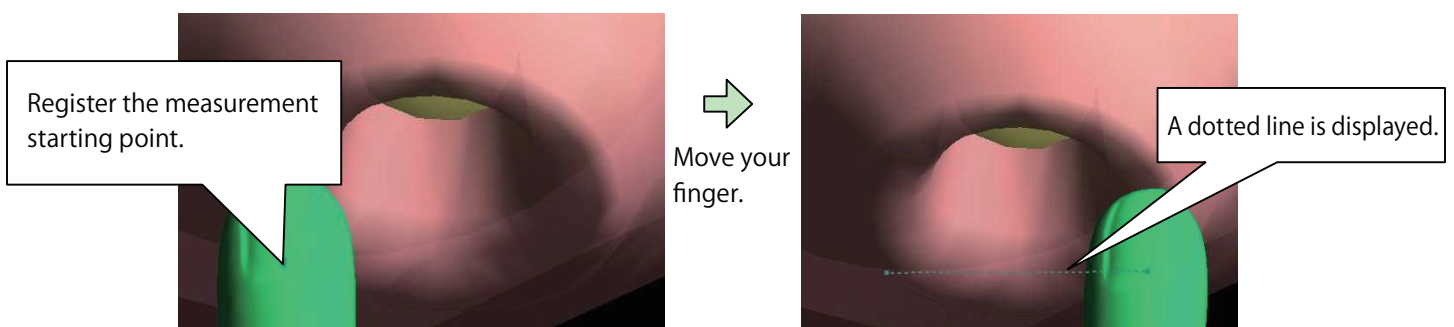 Register the measurement
starting point.
Move your
finger.
A dotted line is displayed.